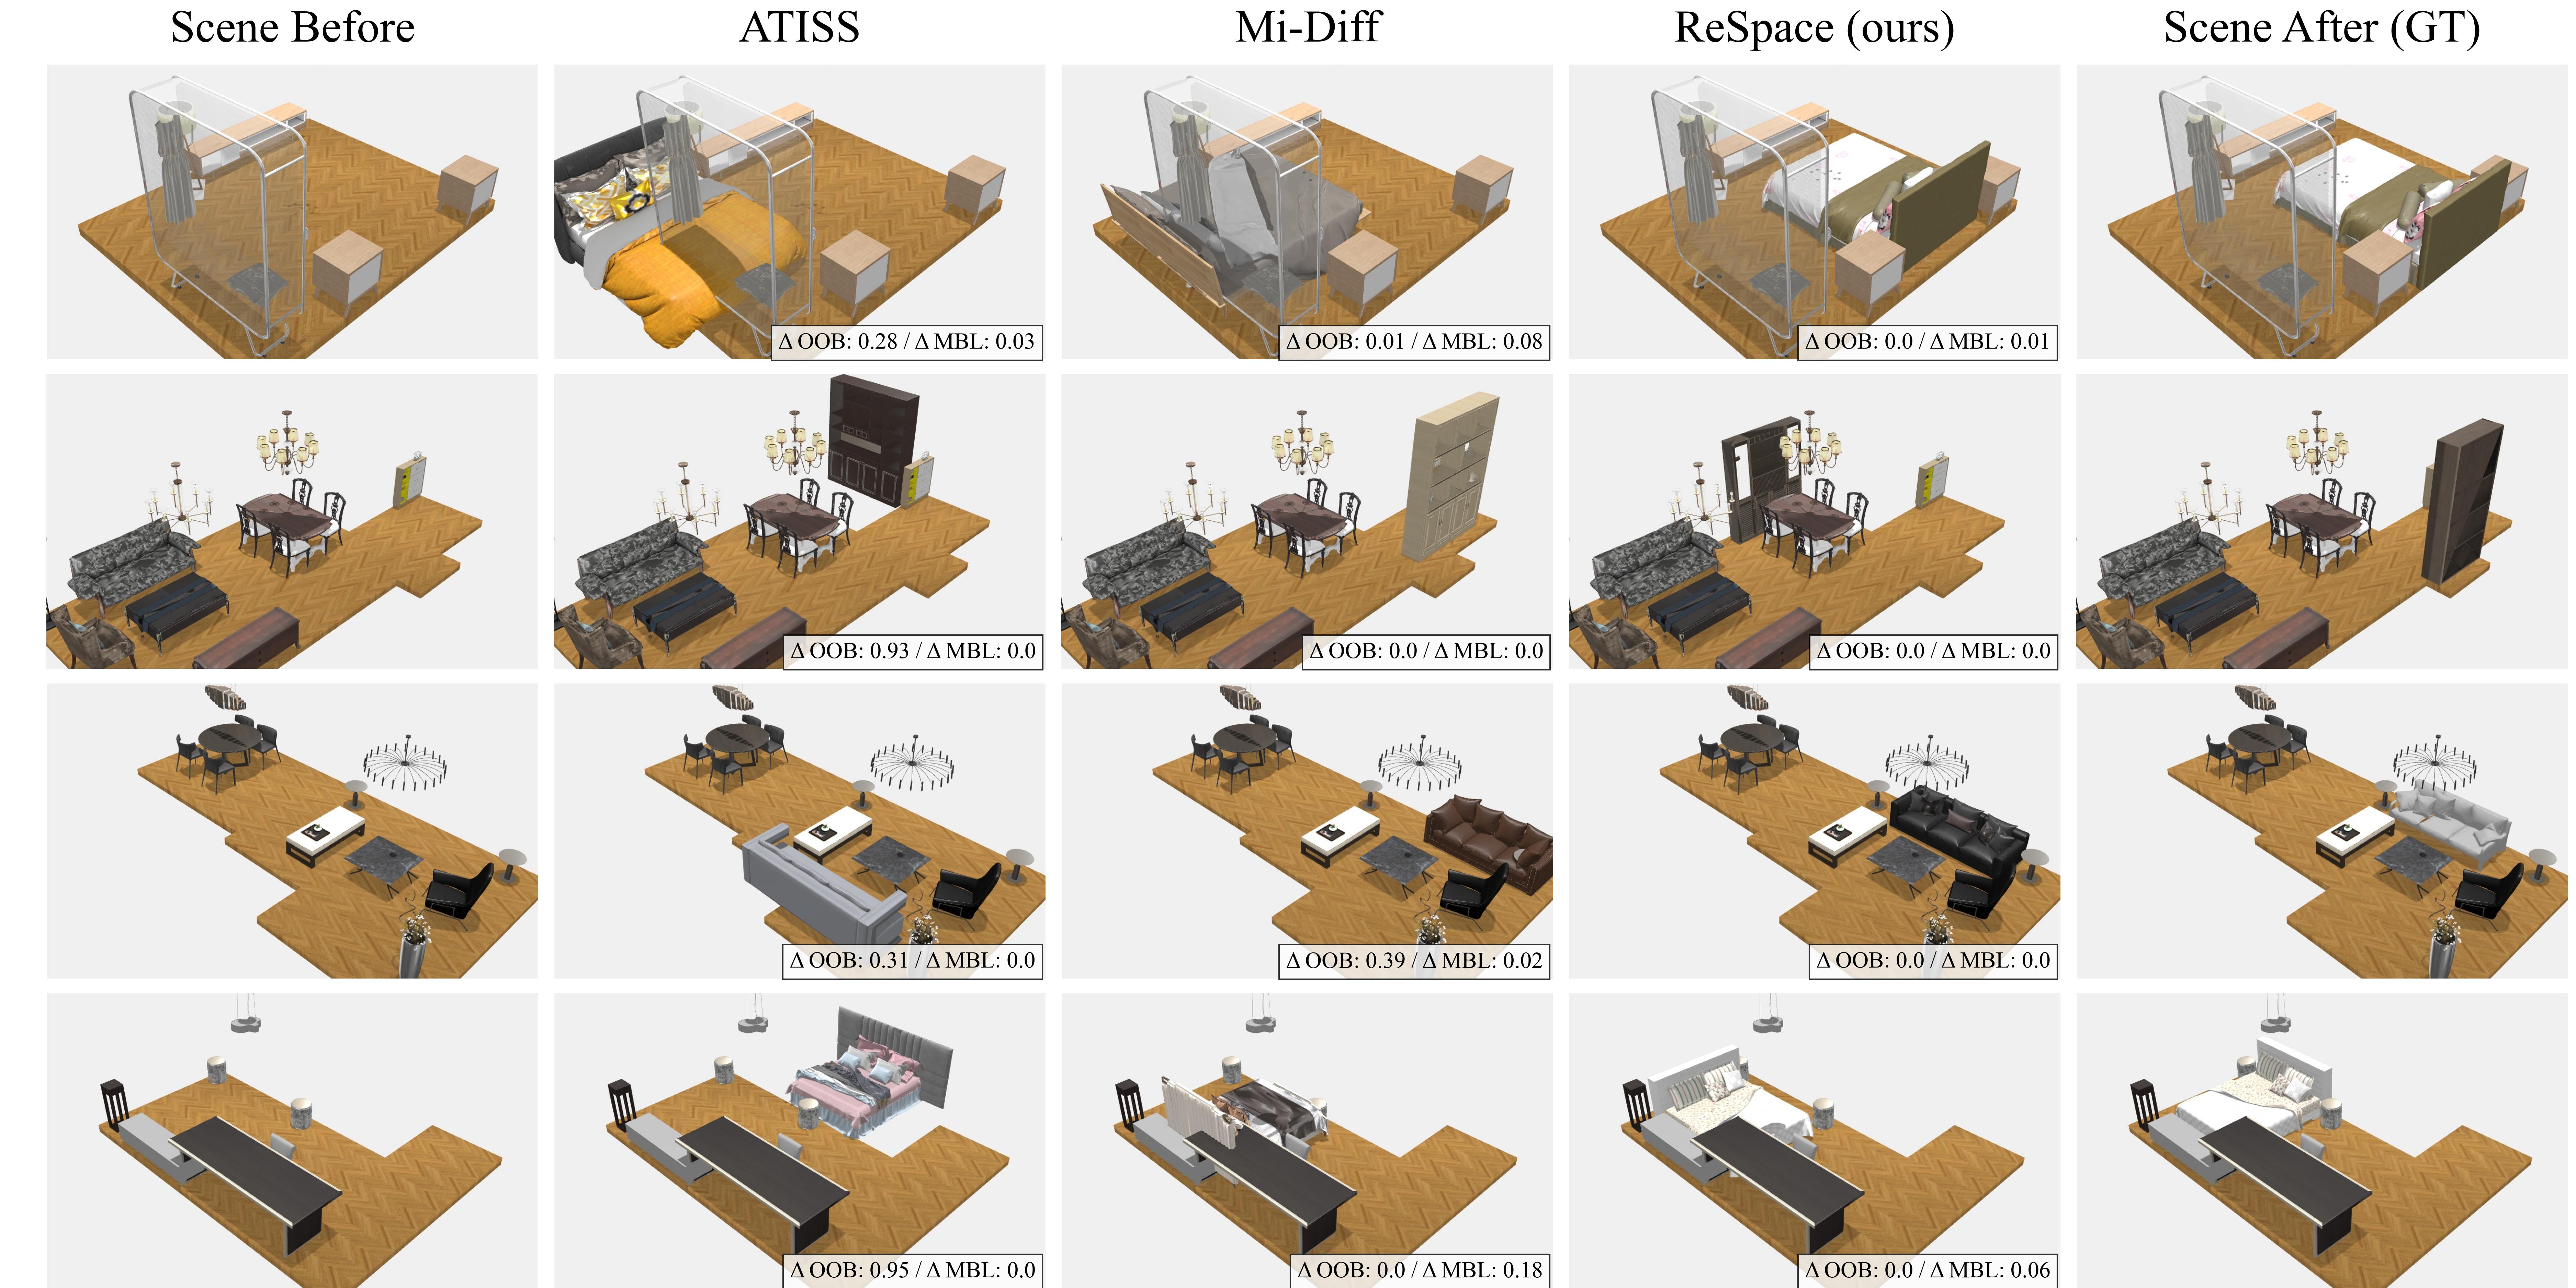 Scene Before
ATISS
Mi-Diff
ReSpace (ours)
Scene After (GT)
Δ OOB: 0.28 / Δ MBL: 0.03
Δ OOB: 0.01 / Δ MBL: 0.08
Δ OOB: 0.0 / Δ MBL: 0.01
Δ OOB: 0.93 / Δ MBL: 0.0
Δ OOB: 0.0 / Δ MBL: 0.0
Δ OOB: 0.0 / Δ MBL: 0.0
Δ OOB: 0.31 / Δ MBL: 0.0
Δ OOB: 0.39 / Δ MBL: 0.02
Δ OOB: 0.0 / Δ MBL: 0.0
Δ OOB: 0.95 / Δ MBL: 0.0
Δ OOB: 0.0 / Δ MBL: 0.18
Δ OOB: 0.0 / Δ MBL: 0.06